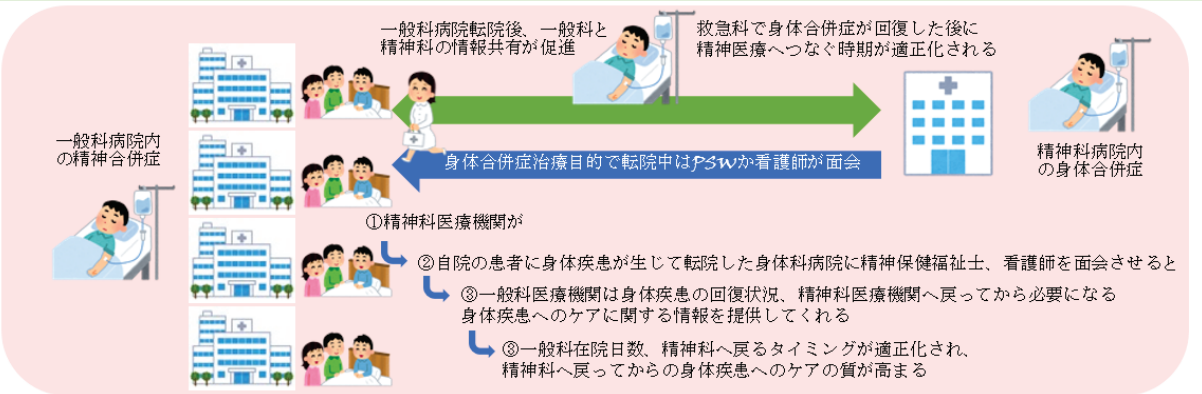 一般科病院転院後、一般科と
精神科の情報共有が促進
救急科で身体合併症が回復した後に
精神医療へつなぐ時期が適正化される
一般科病院内
の精神合併症
身体合併症治療目的で転院中はPSWか看護師が面会
精神科病院内
の身体合併症
①精神科医療機関が
②自院の患者に身体疾患が生じて転院した身体科病院に精神保健福祉士、看護師を面会させると
③一般科医療機関は身体疾患の回復状況、精神科医療機関へ戻ってから必要になる
身体疾患へのケアに関する情報を提供してくれる
③一般科在院日数、精神科へ戻るタイミングが適正化され、
精神科へ戻ってからの身体疾患へのケアの質が高まる